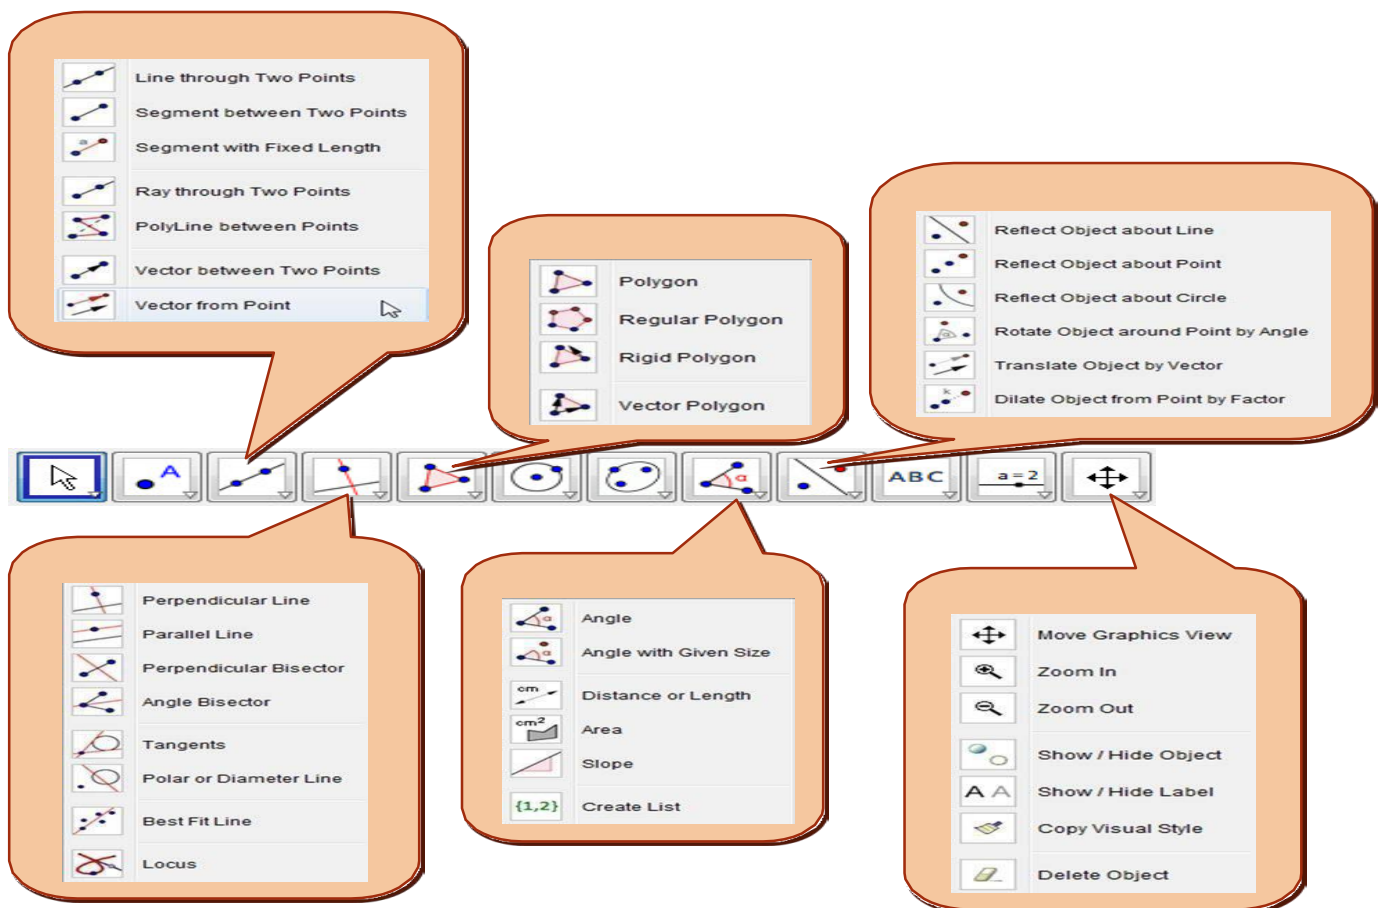 Line through Two Points
Segment between Two Points
a
Segment with Fixed Length
Ray through Two Points
PolyLine between Points
Vector between Two Points
Vector from Point
Polygon
Regular Polygon
Rigid Polygon
Vector Polygon
Reflect Object about Line
Reflect Object about Point
Reflect Object about Circle
α
Rotate Object around Point by Angle
Translate Object by Vector
k
Dilate Object from Point by Factor
A
α
ABC
a = 2
Perpendicular Line
Parallel Line
Perpendicular Bisector
Angle Bisector
Tangents
Polar or Diameter Line
Best Fit Line
Locus
α
Angle
α
Angle with Given Size
cm
Distance or Length
cm²
Area
Slope
{1,2}
Create List
Move Graphics View
Zoom In
Zoom Out
Show / Hide Object
A A
Show / Hide Label
Copy Visual Style
Delete Object